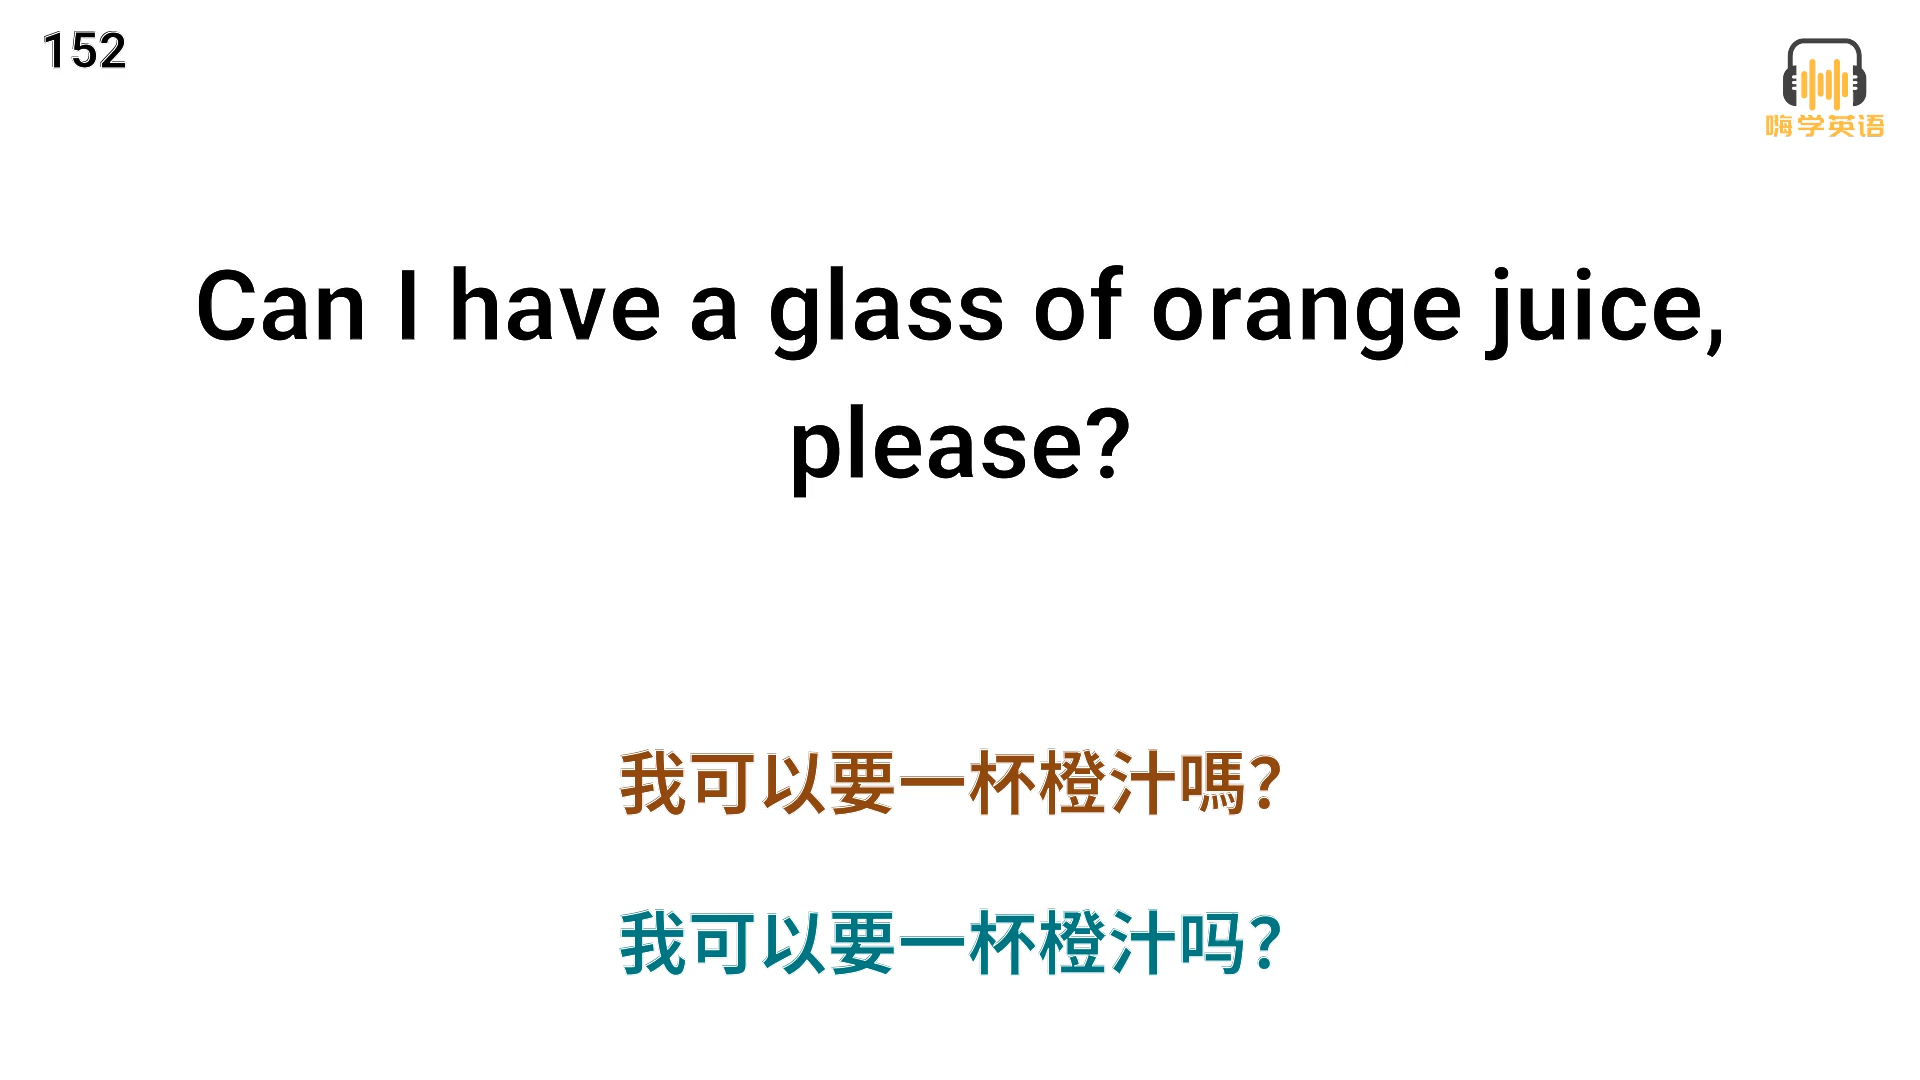 152
嗨学英语
Can I have a glass of orange juice,
please?
我可以要一杯橙汁嗎?
我可以要一杯橙汁吗?